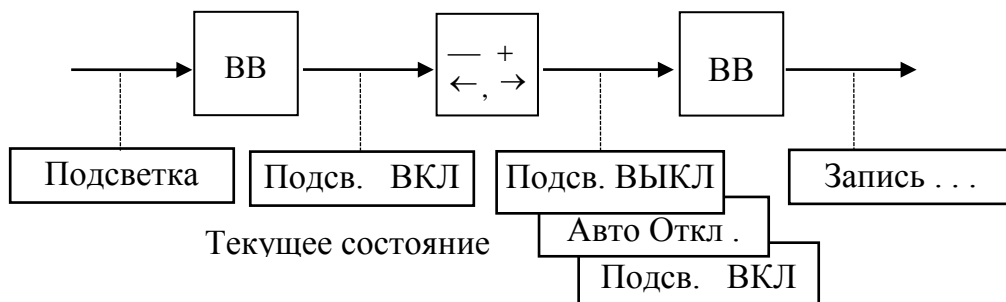 ВВ
— +
←, →
ВВ
Подсветка
Подсв. ВКЛ
Подсв. ВЫКЛ
Запись . . .
Авто Откл .
Текущее состояние
Подсв. ВКЛ